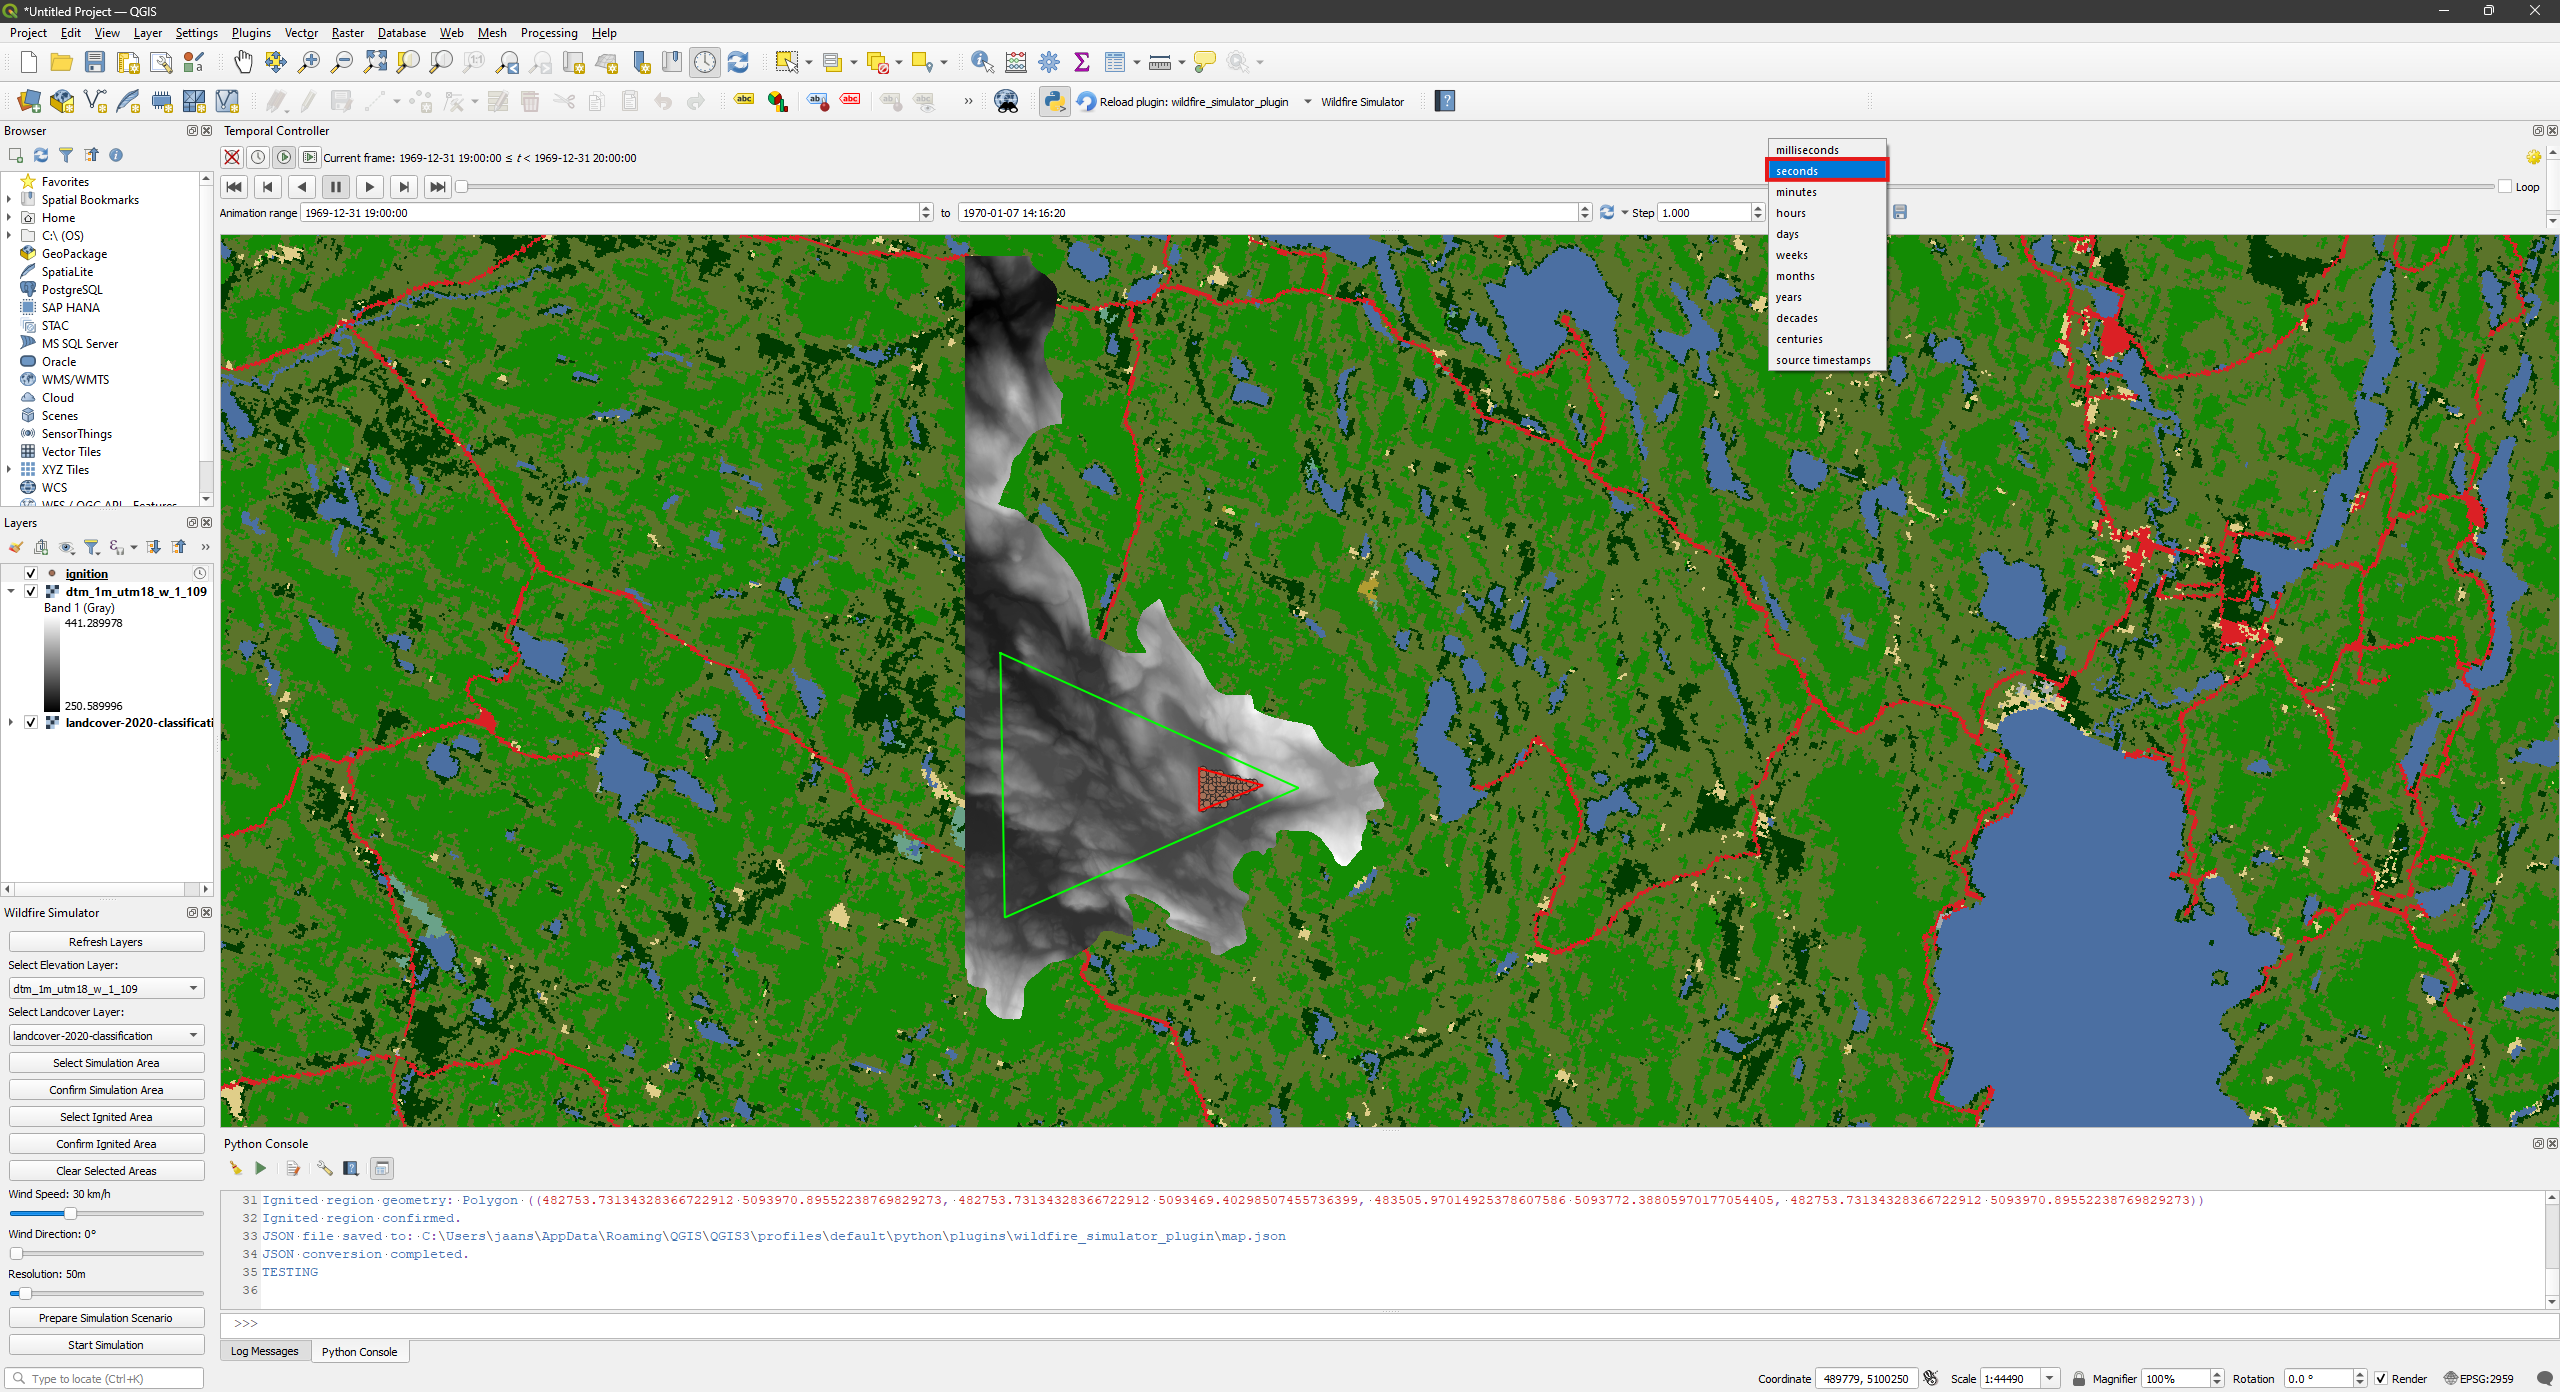 *Untitled Project — QGIS
Project Edit View Layer Settings Plugins Vector Raster Database Web Mesh Processing Help
Reload plugin: wildfire_simulator_plugin Wildfire Simulator
Browser
Favorites
Spatial Bookmarks
Home
C:\ (OS)
GeoPackage
SpatiaLite
PostgreSQL
SAP HANA
STAC
MS SQL Server
Oracle
WMS/WMTS
Cloud
Scenes
SensorThings
Vector Tiles
XYZ Tiles
WCS
WFS / OGC API - Features
Layers
ignition
dtm_1m_utm18_w_1_109
Band 1 (Gray)
441.289978
250.589996
landcover-2020-classificati
Wildfire Simulator
Refresh Layers
Select Elevation Layer:
dtm_1m_utm18_w_1_109
Select Landcover Layer:
landcover-2020-classification
Select Simulation Area
Confirm Simulation Area
Select Ignited Area
Confirm Ignited Area
Clear Selected Areas
Wind Speed: 30 km/h
Wind Direction: 0°
Resolution: 50m
Prepare Simulation Scenario
Start Simulation
Type to locate (Ctrl+K)
Temporal Controller
Current frame: 1969-12-31 19:00:00 ≤ t < 1969-12-31 20:00:00
Loop
Animation range 1969-12-31 19:00:00 to 1970-01-07 14:16:20 Step 1.000
milliseconds
seconds
minutes
hours
days
weeks
months
years
decades
centuries
source timestamps
Python Console
31 Ignited·region·geometry:·Polygon·((482753.73134328366722912·5093970.89552238769829273,·482753.73134328366722912·5093469.40298507455736399,·483505.97014925378607586·5093772.38805970177054405,·482753.73134328366722912·5093970.89552238769829273))
32 Ignited·region·confirmed.
33 JSON·file·saved·to:·C:\Users\jaans\AppData\Roaming\QGIS\QGIS3\profiles\default\python\plugins\wildfire_simulator_plugin\map.json
34 JSON·conversion·completed.
35 TESTING
36
>>>
Log Messages Python Console
Coordinate 489779, 5100250 Scale 1:44490 Magnifier 100% Rotation 0.0 ° Render EPSG:2959